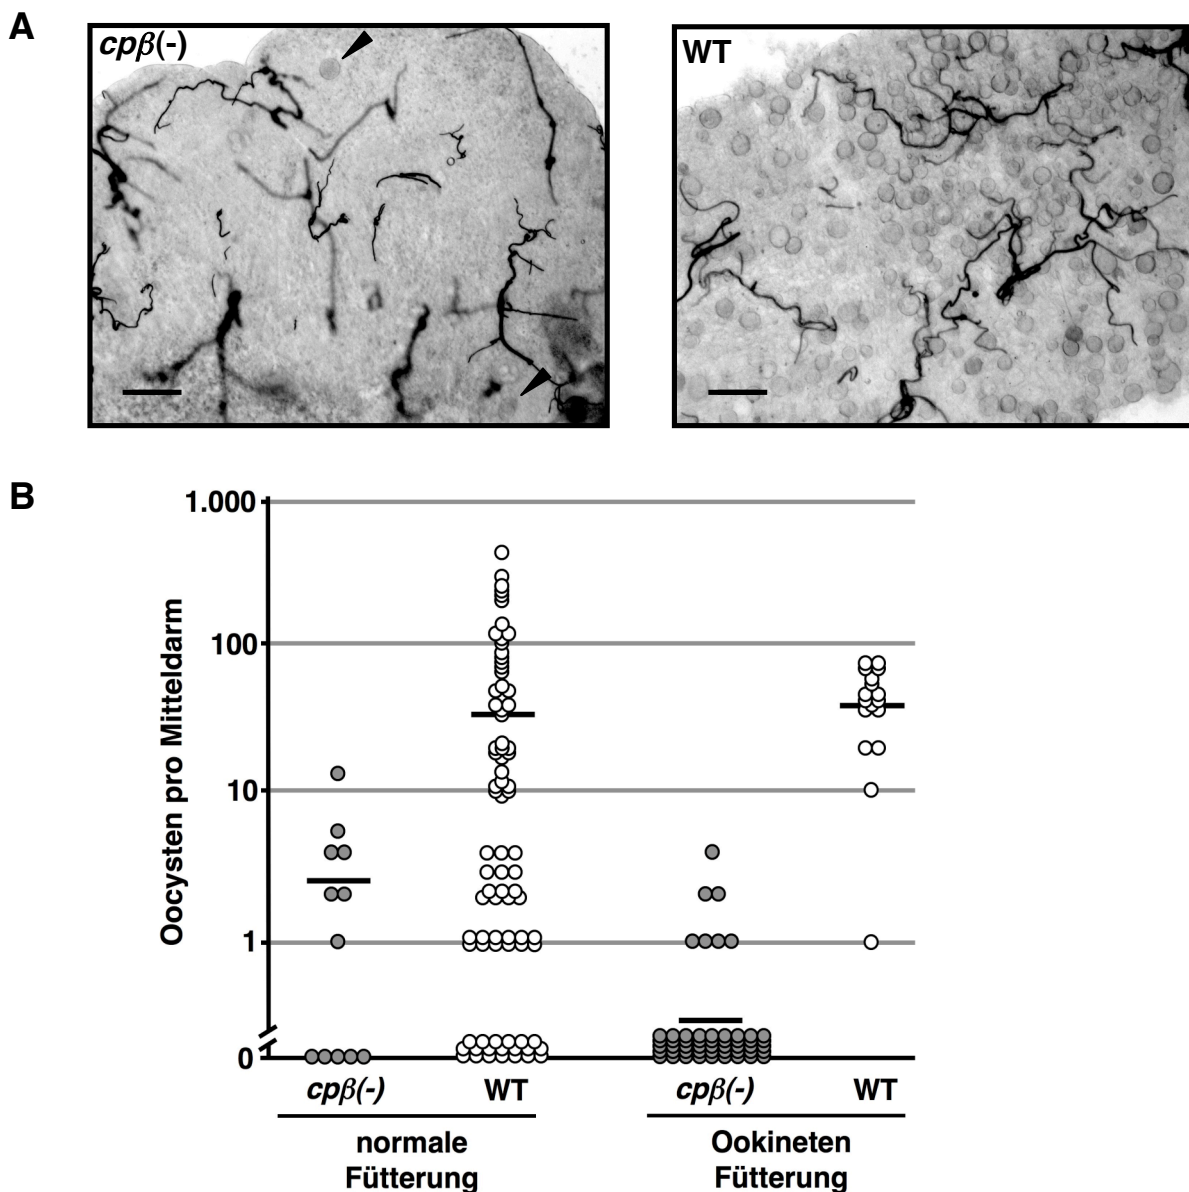 A
cpβ(-)
WT
B
Oocysten pro Mitteldarm
1.000
100
10
1
0
cpβ(-) WT cpβ(-) WT
normale Fütterung
Ookineten Fütterung